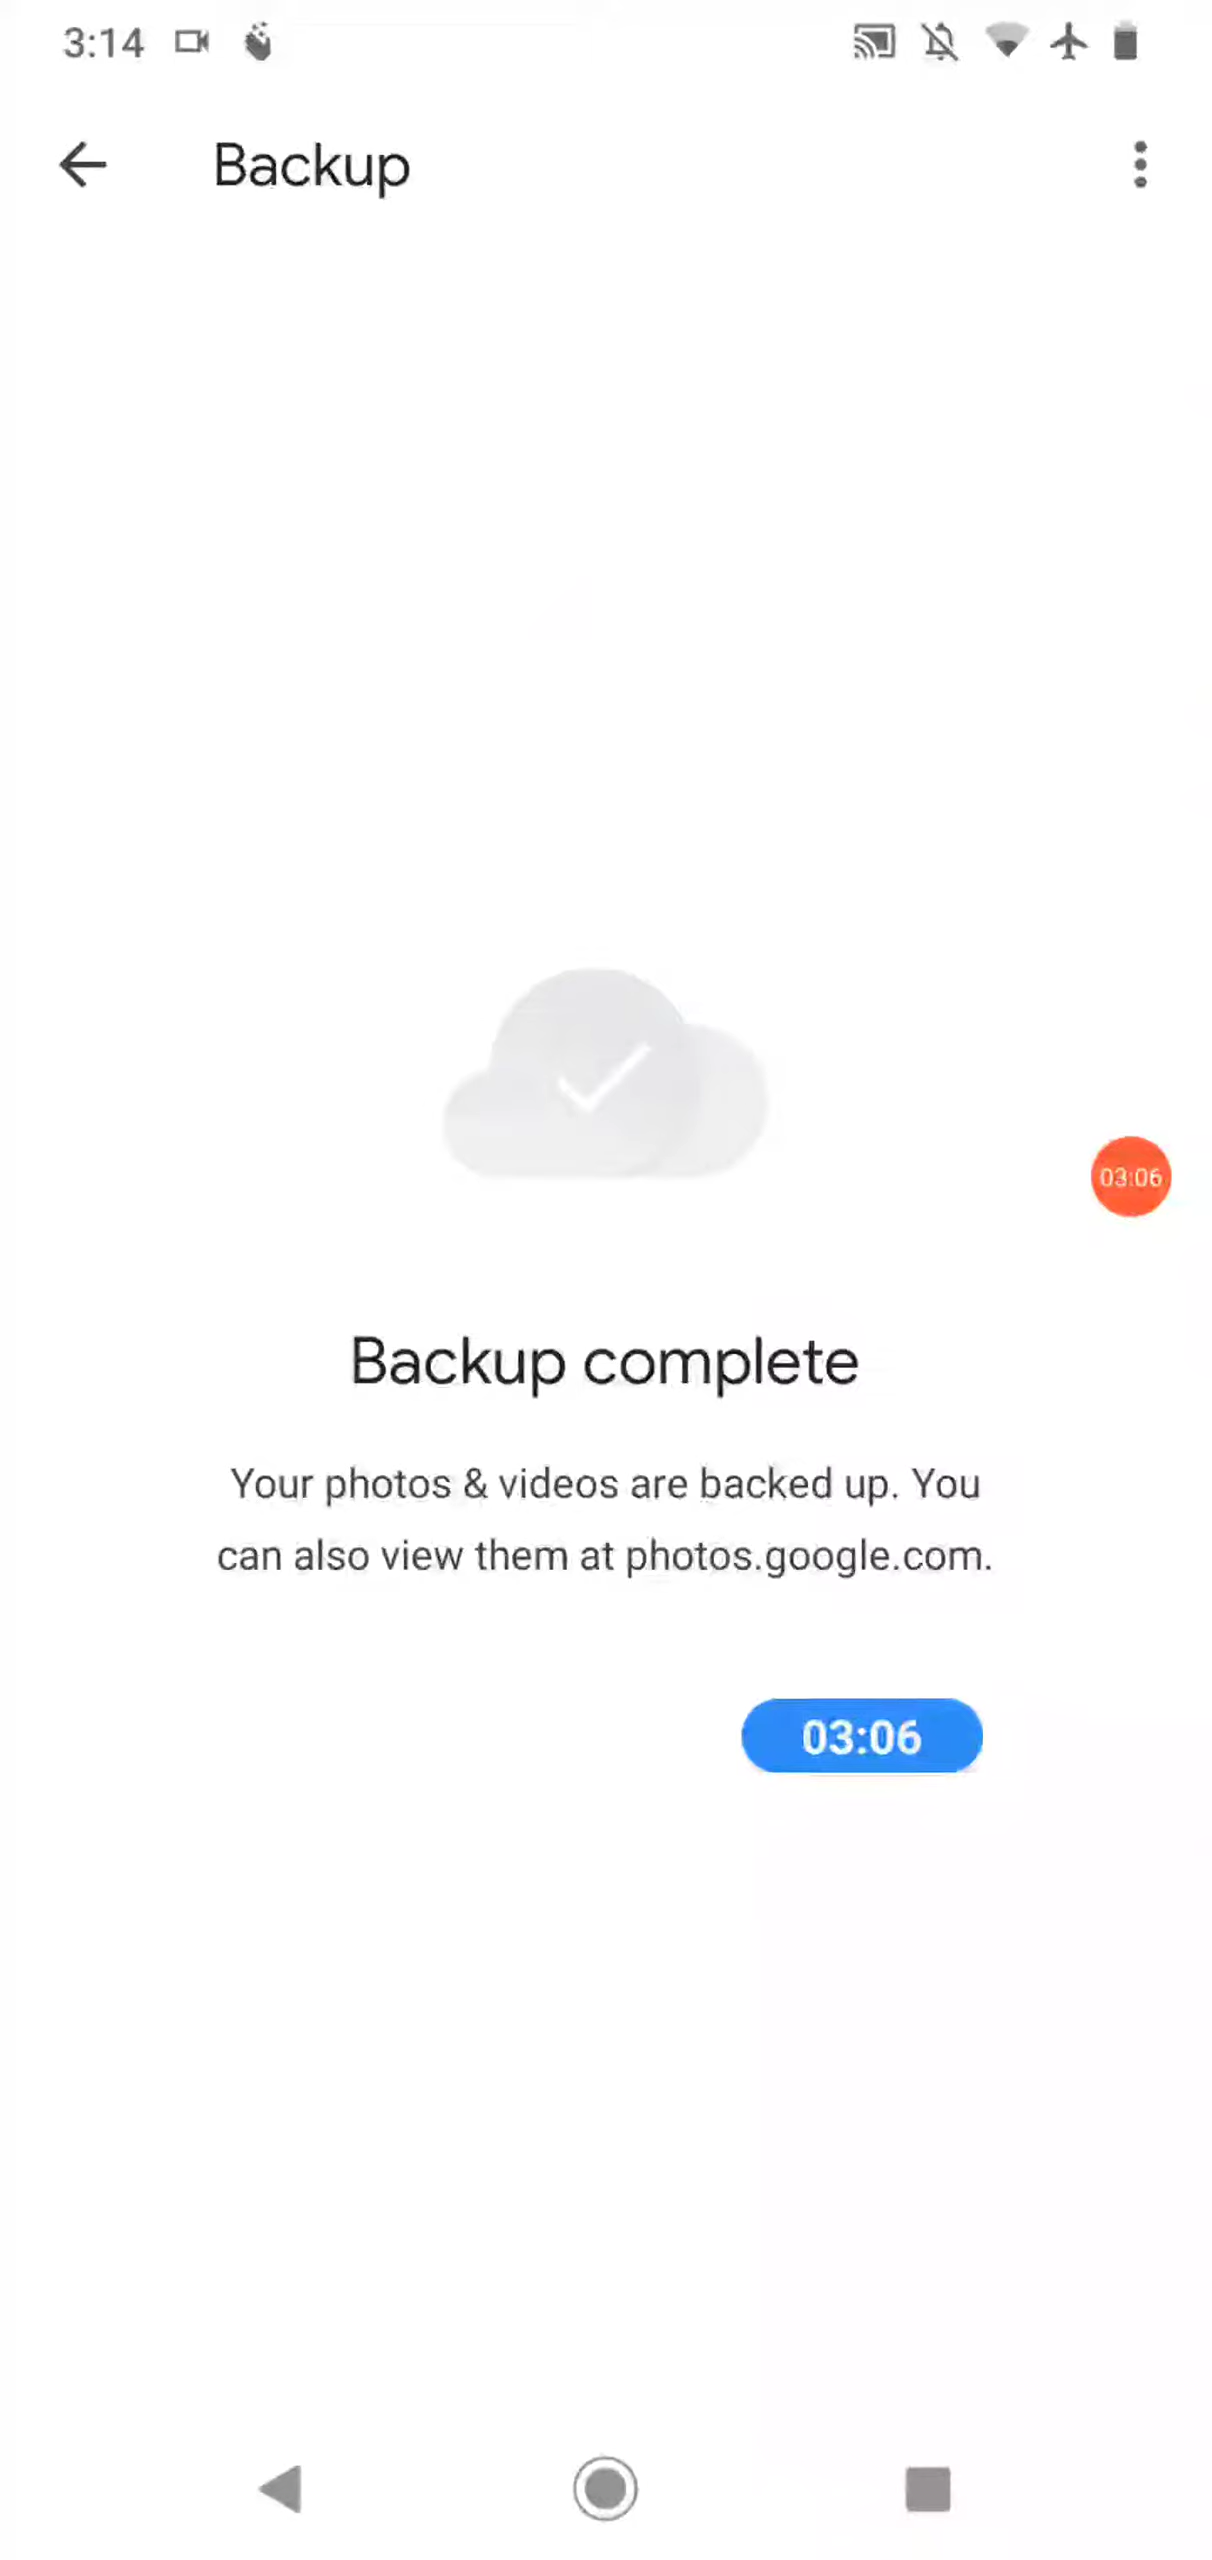 3:14
Backup
03:06
Backup complete
Your photos & videos are backed up. You
can also view them at photos.google.com.
03:06